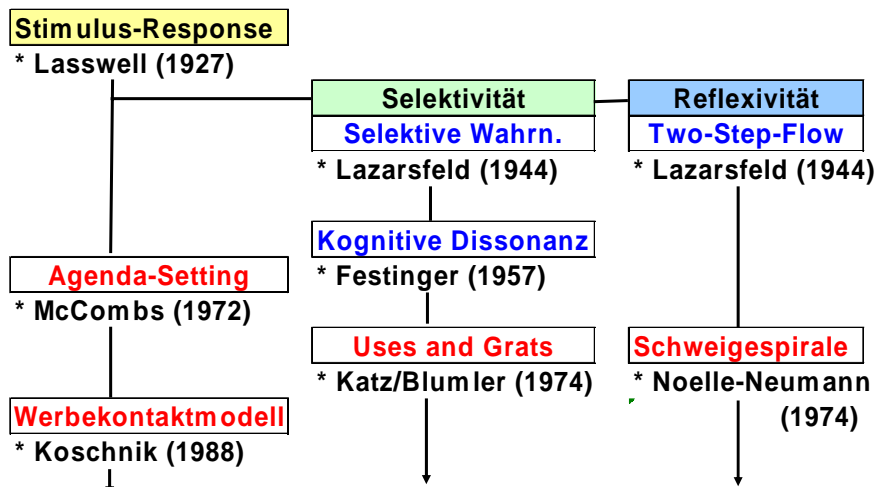 Stimulus-Response
* Lasswell (1927)
Selektivität
Reflexivität
Selektive Wahrn.
Two-Step-Flow
* Lazarsfeld (1944)
* Lazarsfeld (1944)
Kognitive Dissonanz
* Festinger (1957)
Agenda-Setting
* McCombs (1972)
Uses and Grats
* Katz/Blumler (1974)
Schweigespirale
* Noelle-Neumann
(1974)
Werbekontaktmodell
* Koschnik (1988)